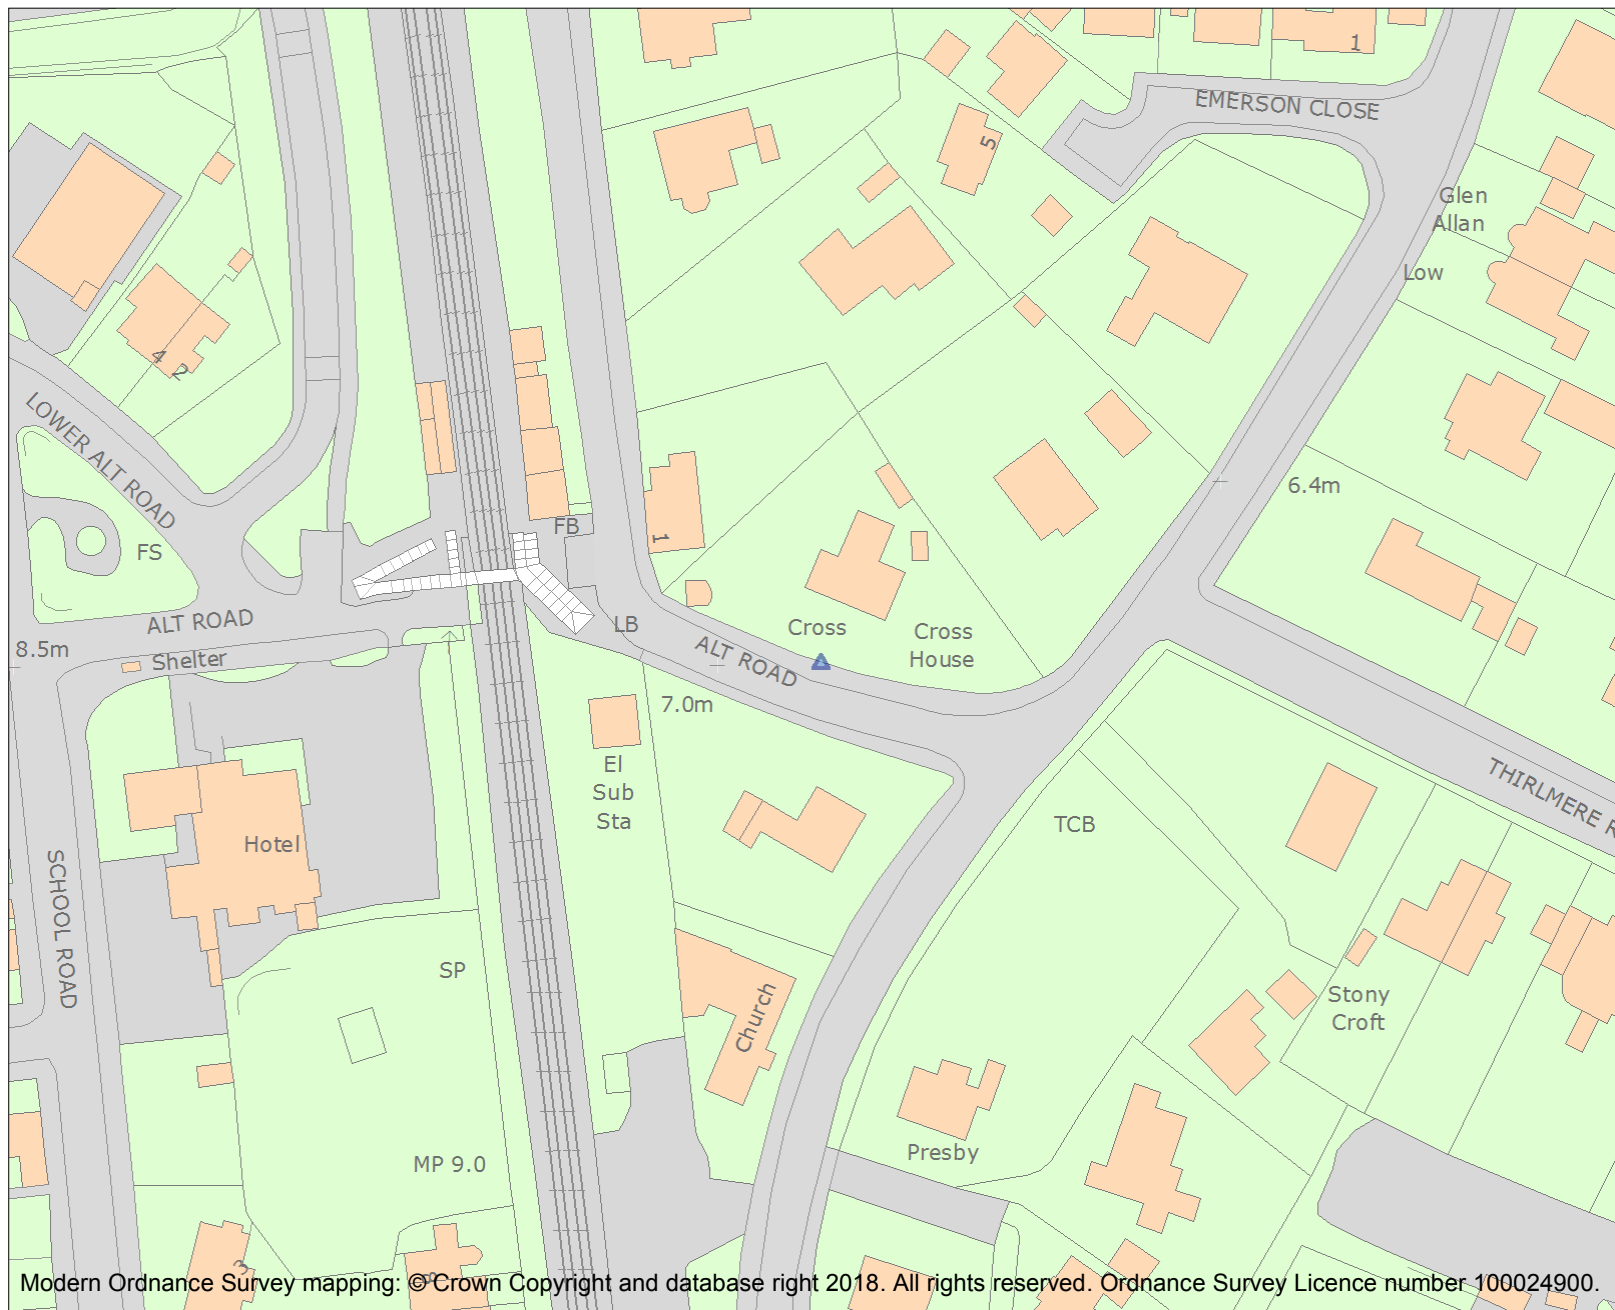 1
EMERSON CLOSE
5
Glen
Allan
Low
4
2
LOWER ALT ROAD
6.4m
FB
1
FS
ALT ROAD
LB
Cross
Cross
House
ALT ROAD
8.5m
Shelter
7.0m
El
Sub
Sta
THIRLMERE R
TCB
Hotel
SCHOOL ROAD
SP
Church
Stony
Croft
Presby
MP 9.0
3
8
Modern Ordnance Survey mapping: © Crown Copyright and database right 2018. All rights reserved. Ordnance Survey Licence number 100024900.